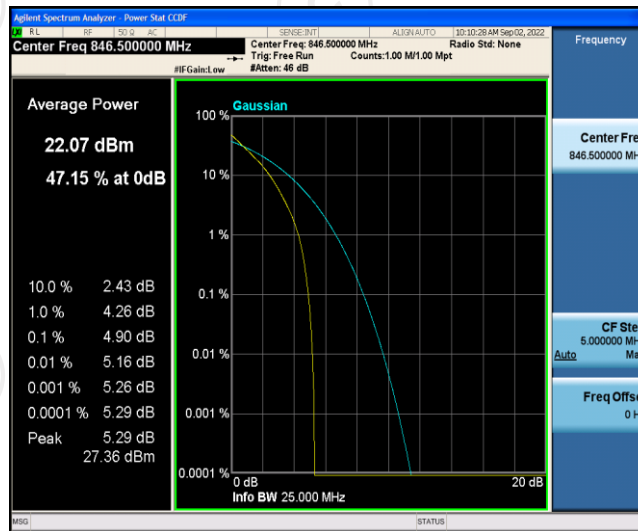 Agilent Spectrum Analyzer - Power Stat CCDF
RL RF 50 Ω AC SENSE:INT ALIGN AUTO 10:10:28 AM Sep 02, 2022
Center Freq 846.500000 MHz
Center Freq: 846.500000 MHz Radio Std: None
Trig: Free Run Counts:1.00 M/1.00 Mpt
#IFGain:Low #Atten: 46 dB
Frequency
Average Power
22.07 dBm
47.15 % at 0dB
10.0 % 2.43 dB
1.0 % 4.26 dB
0.1 % 4.90 dB
0.01 % 5.16 dB
0.001 % 5.26 dB
0.0001 % 5.29 dB
Peak 5.29 dB
27.36 dBm
Gaussian
100 %
10 %
1 %
0.1 %
0.01 %
0.001 %
0.0001 %
0 dB 20 dB
Info BW 25.000 MHz
Center Fre
846.500000 MH
CF Ste
5.000000 MH
Auto Ma
Freq Offse
0 H
MSG STATUS